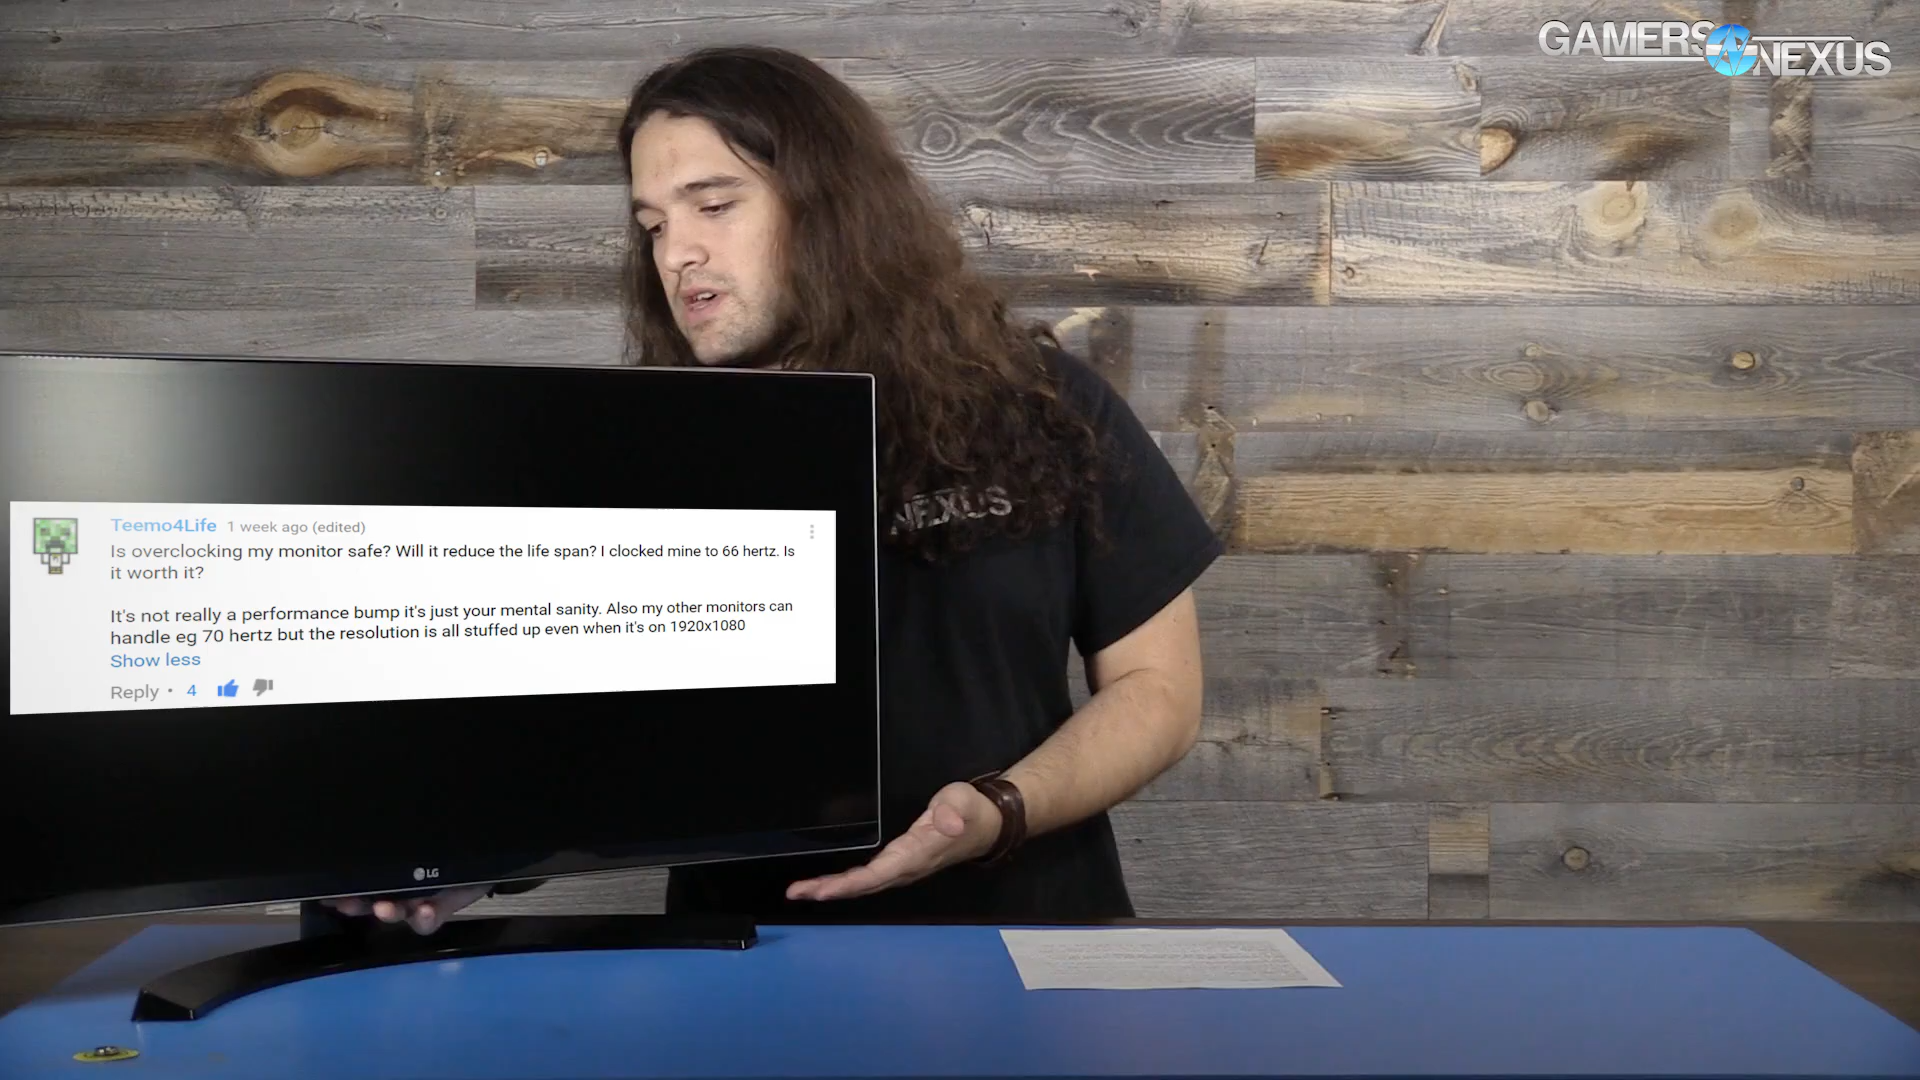 GAMERS NEXUS
NEXUS
Teemo4Life 1 week ago (edited)
Is overclocking my monitor safe? Will it reduce the life span? I clocked mine to 66 hertz. Is
it worth it?
It's not really a performance bump it's just your mental sanity. Also my other monitors can
handle eg 70 hertz but the resolution is all stuffed up even when it's on 1920x1080
Show less
Reply • 4
LG